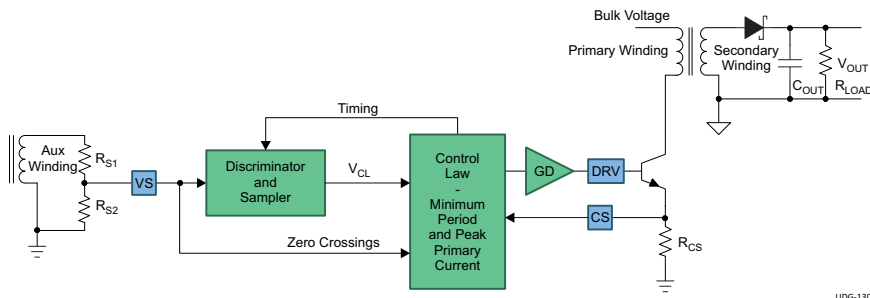 Bulk Voltage
Primary Winding
Secondary
Winding
C_OUT
V_OUT
R_LOAD
Timing
Aux
Winding
R_S1
R_S2
VS
Discriminator
and
Sampler
V_CL
Zero Crossings
Control
Law
-
Minimum
Period
and Peak
Primary
Current
GD
DRV
CS
R_CS